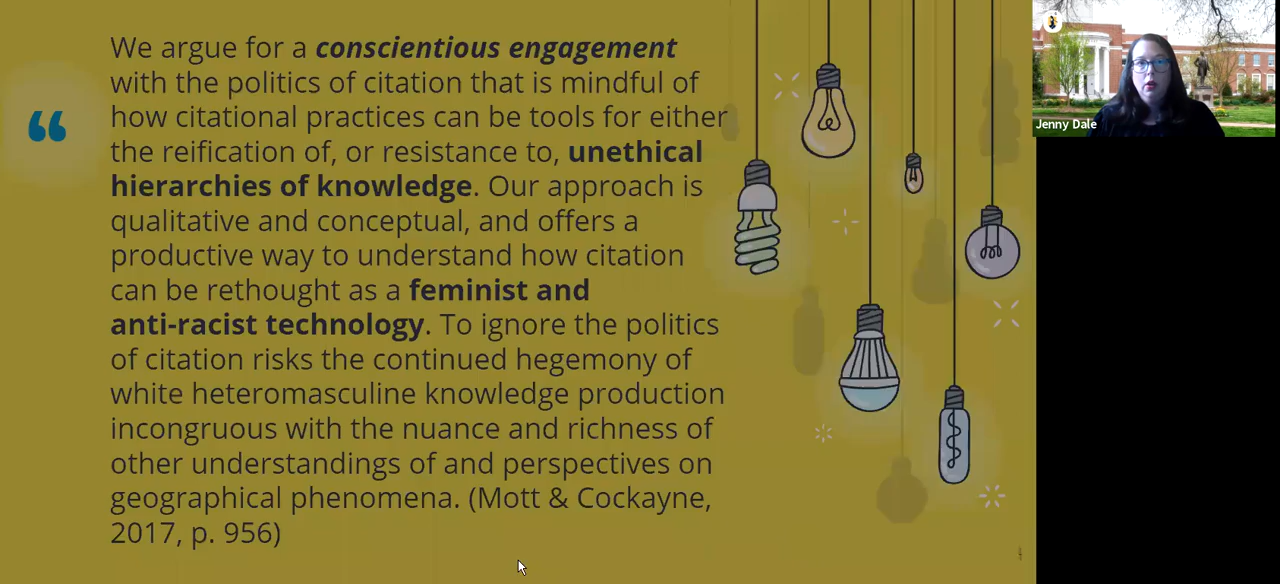 We argue for a conscientious engagement
with the politics of citation that is mindful of
how citational practices can be tools for either
the reification of, or resistance to, unethical
hierarchies of knowledge. Our approach is
qualitative and conceptual, and offers a
productive way to understand how citation
can be rethought as a feminist and
anti-racist technology. To ignore the politics
of citation risks the continued hegemony of
white heteromasculine knowledge production
incongruous with the nuance and richness of
other understandings of and perspectives on
geographical phenomena. (Mott & Cockayne,
2017, p. 956)
“
Jenny Dale